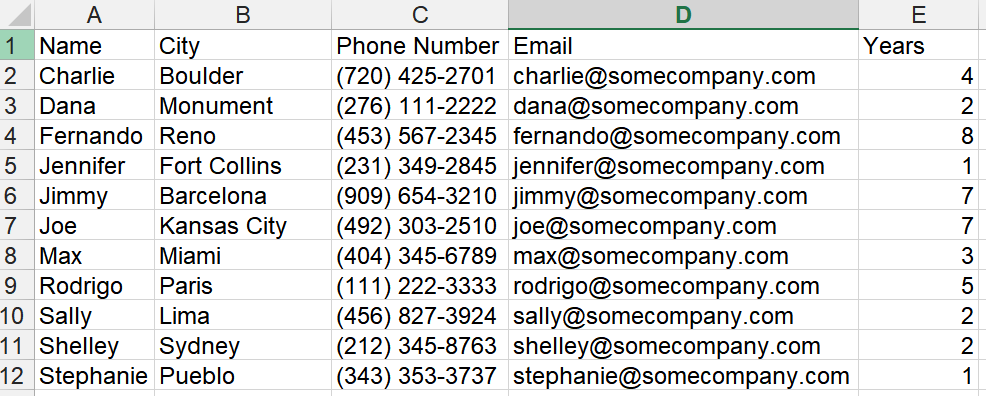 A B C D E
1 Name City Phone Number Email Years
2 Charlie Boulder (720) 425-2701 charlie@somecompany.com 4
3 Dana Monument (276) 111-2222 dana@somecompany.com 2
4 Fernando Reno (453) 567-2345 fernando@somecompany.com 8
5 Jennifer Fort Collins (231) 349-2845 jennifer@somecompany.com 1
6 Jimmy Barcelona (909) 654-3210 jimmy@somecompany.com 7
7 Joe Kansas City (492) 303-2510 joe@somecompany.com 7
8 Max Miami (404) 345-6789 max@somecompany.com 3
9 Rodrigo Paris (111) 222-3333 rodrigo@somecompany.com 5
10 Sally Lima (456) 827-3924 sally@somecompany.com 2
11 Shelley Sydney (212) 345-8763 shelley@somecompany.com 2
12 Stephanie Pueblo (343) 353-3737 stephanie@somecompany.com 1